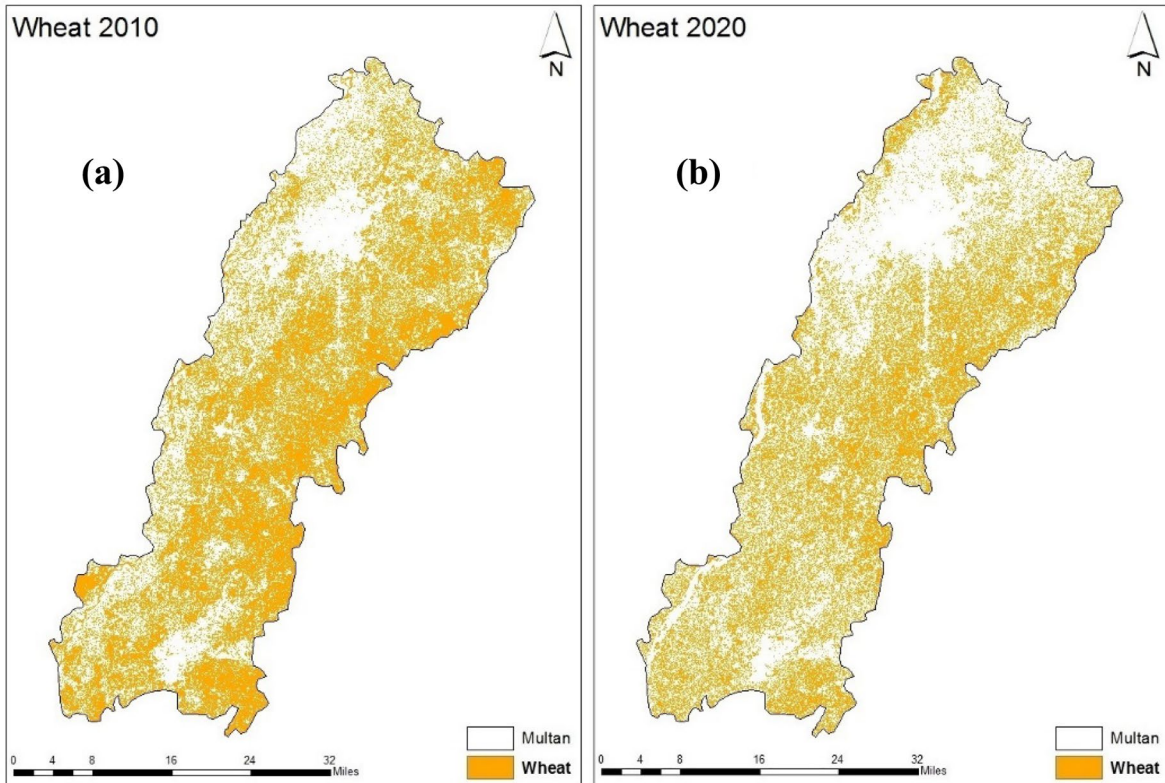 Wheat 2010
N
(a)
Multan
Wheat
0 4 8 16 24 32
Miles
Wheat 2020
N
(b)
Multan
Wheat
0 4 8 16 24 32
Miles